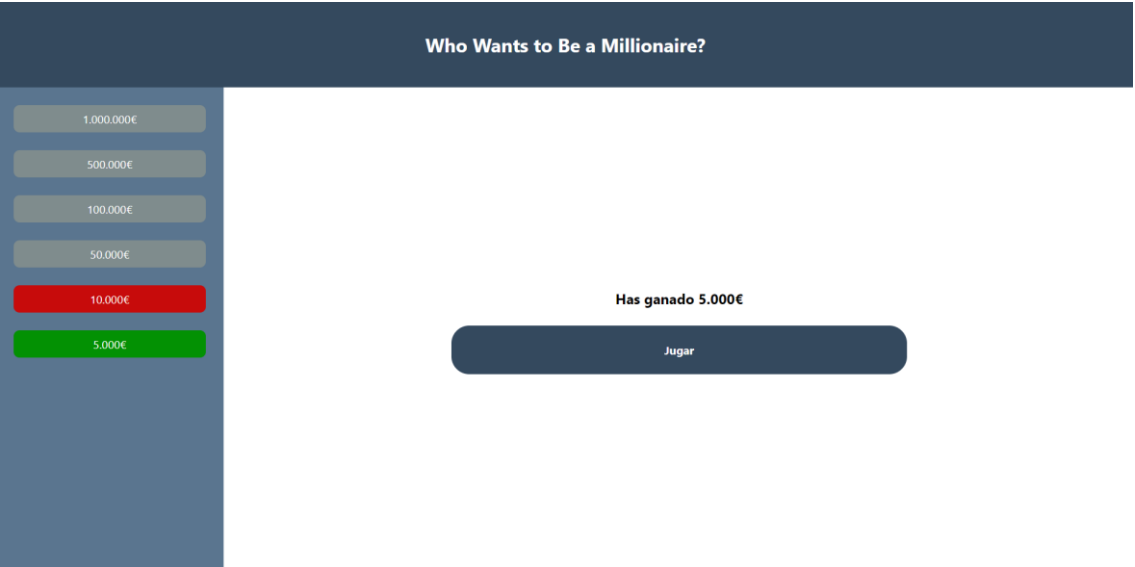 Who Wants to Be a Millionaire?
1.000.000€
500.000€
100.000€
50.000€
10.000€
5.000€
Has ganado 5.000€
Jugar